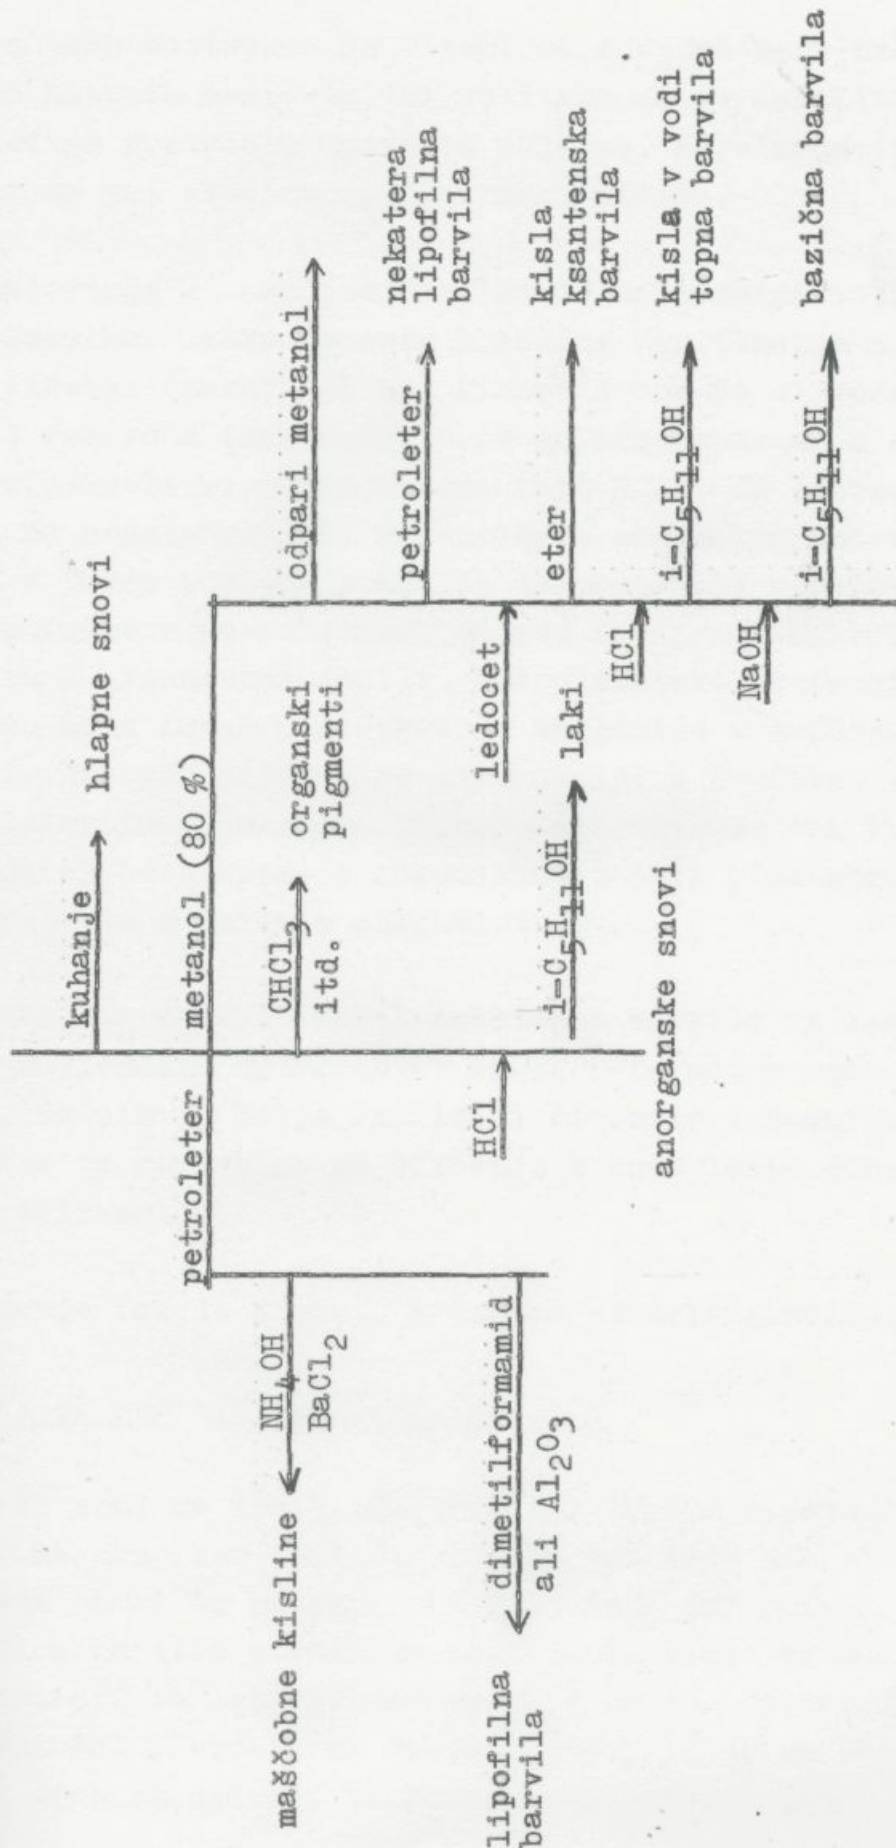 kuhanje
hlapne snovi
petroleter
metanol (80 %)
NH4OH
BaCl2
maščobne kisline
CHCl3
itd.
organski
pigmenti
odpari metanol
petroleter
nekatera
lipofilna
barvila
dimetilformamid
ali Al2O3
lipofilna
barvila
HCl
ledocet
i-C5H11OH
laki
eter
kisla
ksantenska
barvila
HCl
i-C5H11OH
kisla v vodi
topna barvila
anorganske snovi
NaOH
i-C5H11OH
bazična barvila